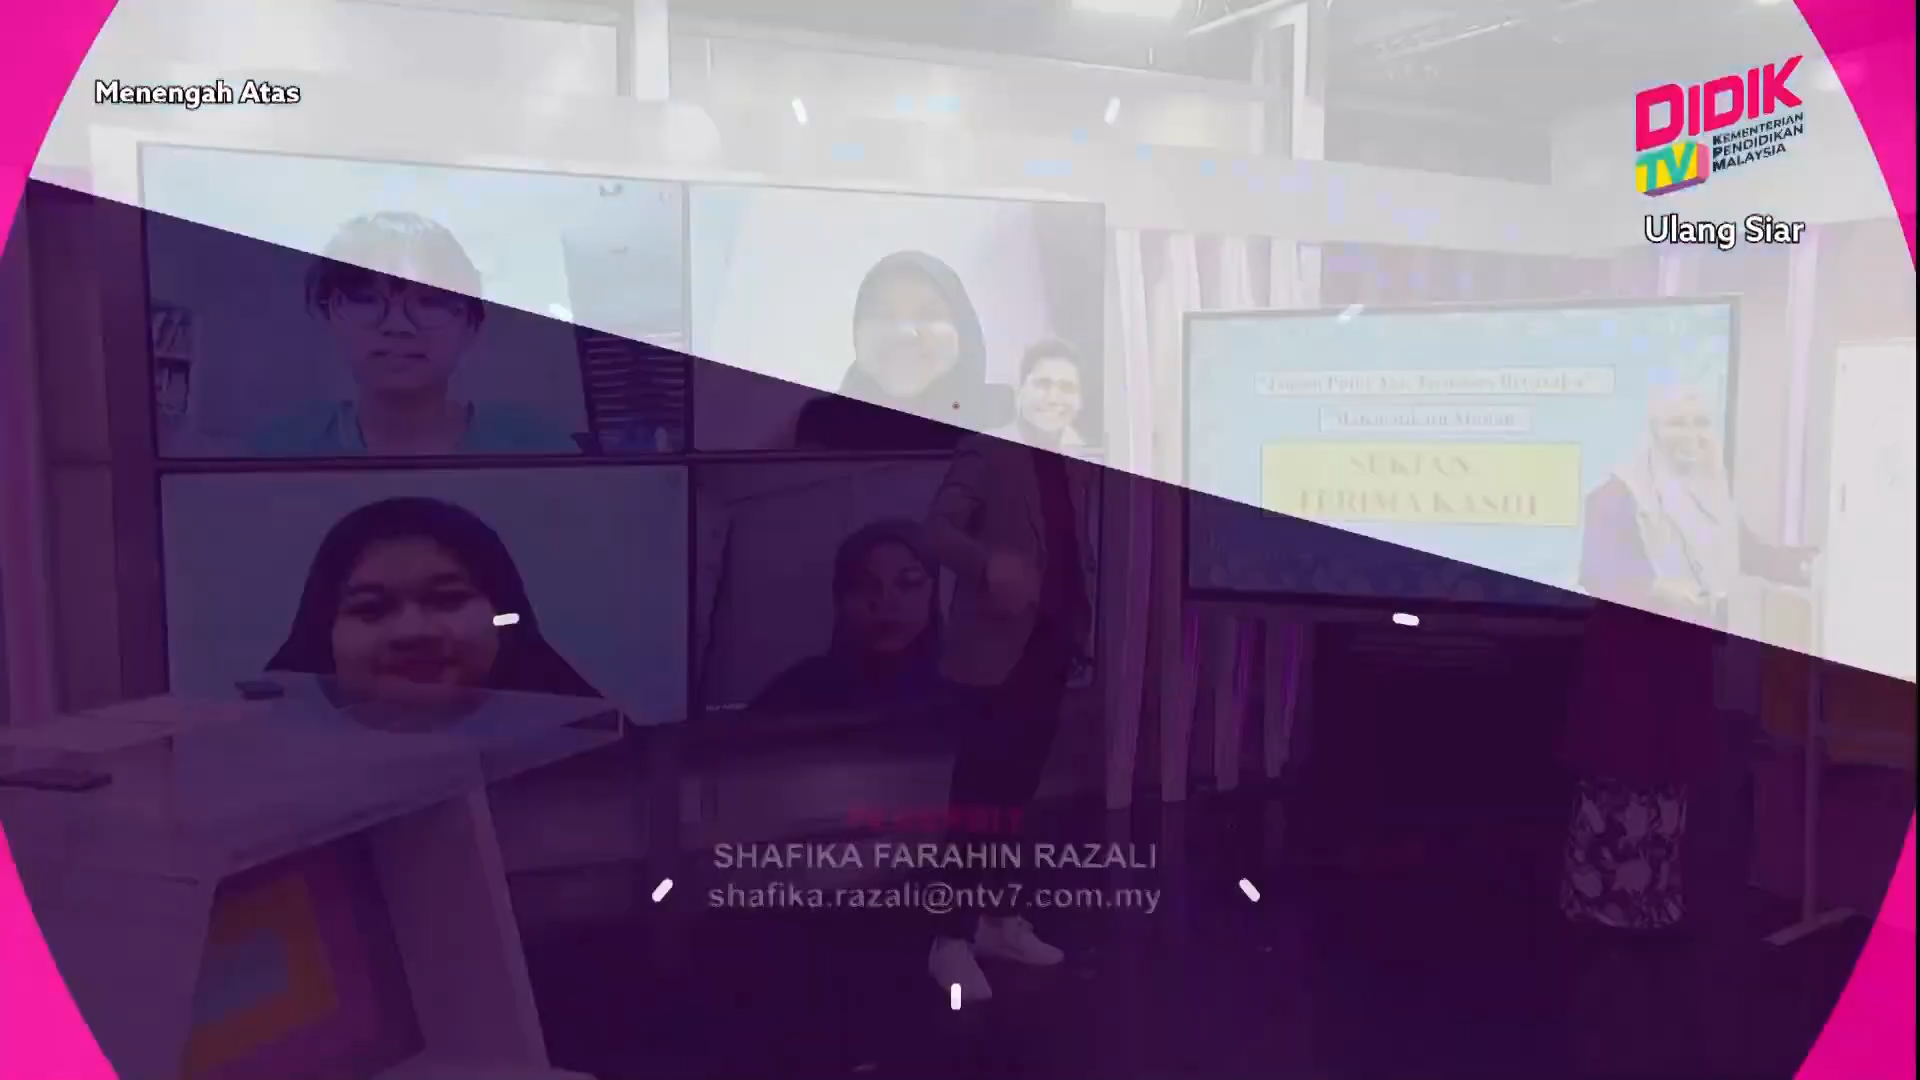 Menengah Atas
DIDIK
TV
KEMENTERIAN
PENDIDIKAN
MALAYSIA
Ulang Siar
SEKIAN,
TERIMA KASIH
SHAFIKA FARAHIN RAZALI
shafika.razali@ntv7.com.my